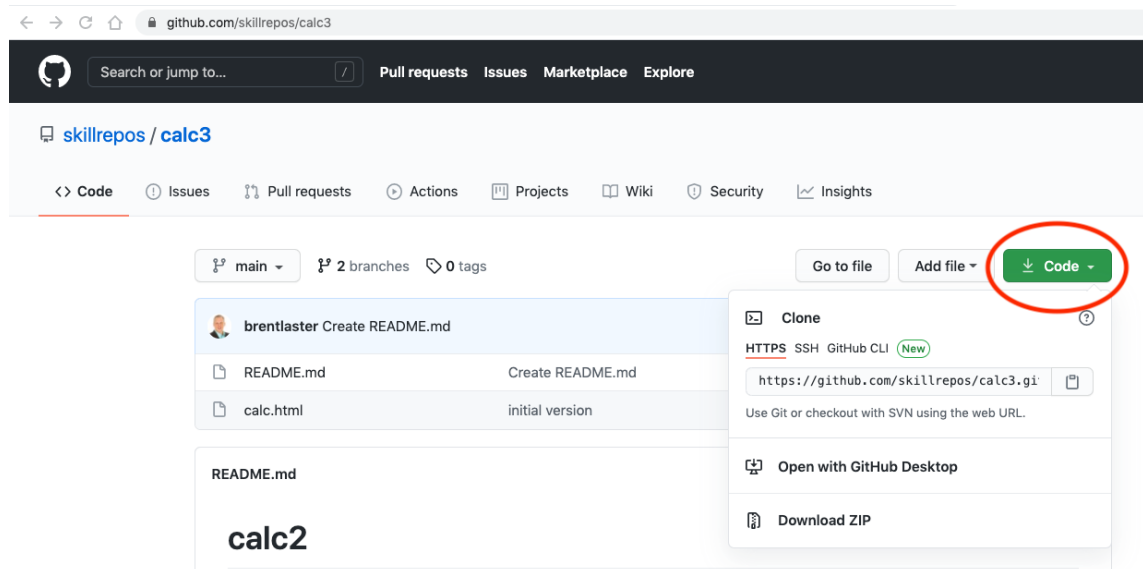 github.com/skillrepos/calc3
Search or jump to... / Pull requests Issues Marketplace Explore
skillrepos / calc3
<> Code Issues Pull requests Actions Projects Wiki Security Insights
main 2 branches 0 tags Go to file Add file Code
brentlaster Create README.md
README.md Create README.md
calc.html initial version
Clone
HTTPS SSH GitHub CLI New
https://github.com/skillrepos/calc3.gi
Use Git or checkout with SVN using the web URL.
Open with GitHub Desktop
Download ZIP
README.md
calc2